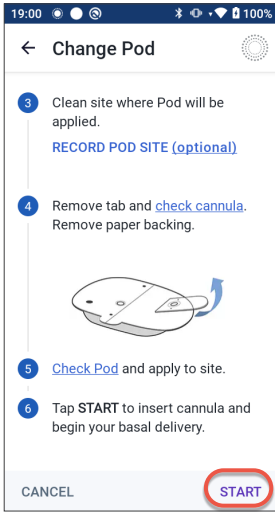 19:00 100%
Change Pod
3 Clean site where Pod will be
applied.
RECORD POD SITE (optional)
4 Remove tab and check cannula.
Remove paper backing.
5 Check Pod and apply to site.
6 Tap START to insert cannula and
begin your basal delivery.
CANCEL START